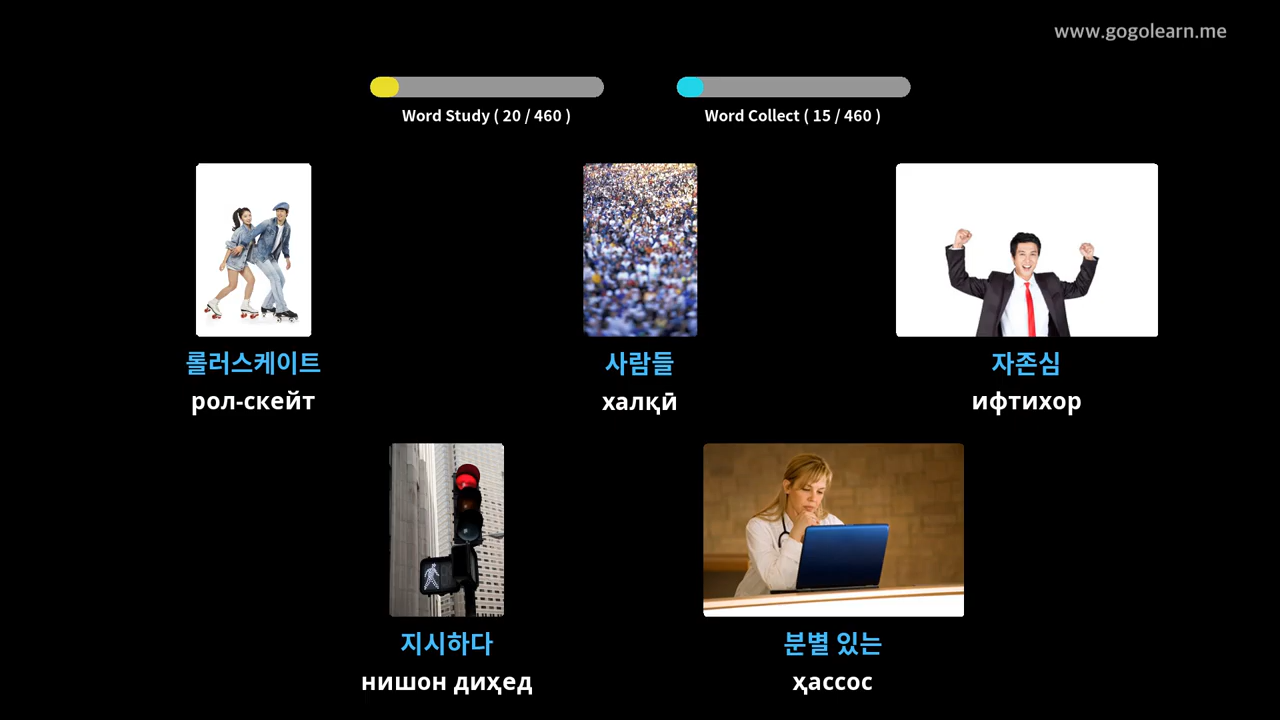 www.gogolearn.me
Word Study ( 20 / 460 )
Word Collect ( 15 / 460 )
롤러스케이트
рол-скейт
사람들
халқӣ
자존심
ифтихор
지시하다
нишон диҳед
분별 있는
ҳассос